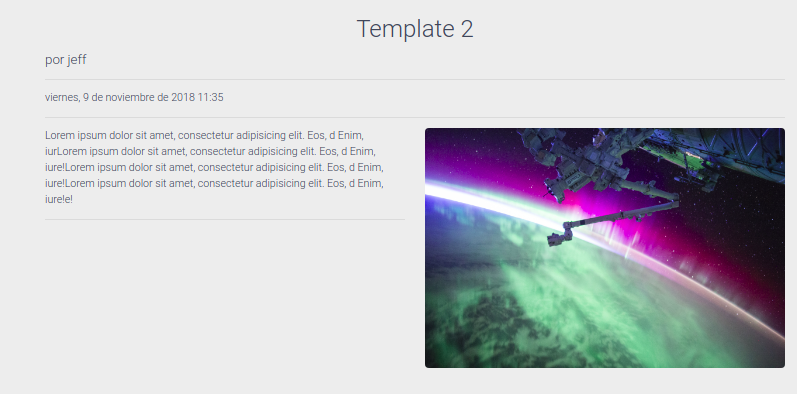 Template 2
por jeff
viernes, 9 de noviembre de 2018 11:35
Lorem ipsum dolor sit amet, consectetur adipisicing elit. Eos, d Enim,
iurLorem ipsum dolor sit amet, consectetur adipisicing elit. Eos, d Enim,
iure!Lorem ipsum dolor sit amet, consectetur adipisicing elit. Eos, d Enim,
iure!Lorem ipsum dolor sit amet, consectetur adipisicing elit. Eos, d Enim,
iure!e!